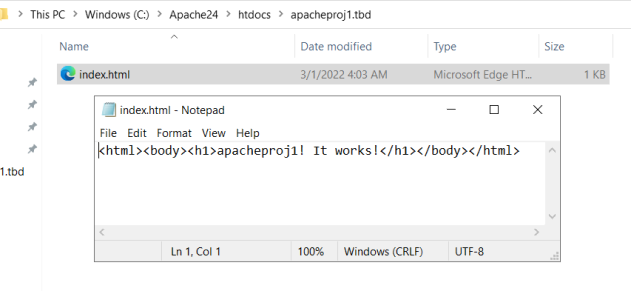 This PC > Windows (C:) > Apache24 > htdocs > apacheproj1.tbd
Name Date modified Type Size
index.html 3/1/2022 4:03 AM Microsoft Edge HT... 1 KB
index.html - Notepad
File Edit Format View Help
<html><body><h1>apacheproj1! It works!</h1></body></html>
1.tbd
Ln 1, Col 1 100% Windows (CRLF) UTF-8